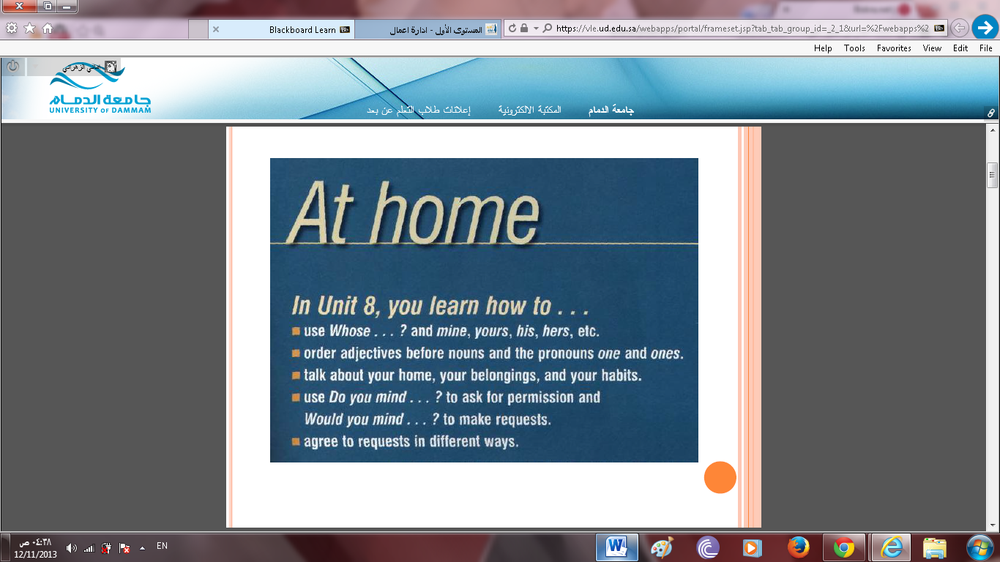 Blackboard Learn
المستوى الأول - ادارة اعمال
https://vle.ud.edu.sa/webapps/portal/frameset.jsp?tab_tab_group_id=_2_1&url=%2Fwebapps%2
Help Tools Favorites View Edit File
جامعة الدمام
UNIVERSITY OF DAMMAM
جامعة الدمام المكتبة الالكترونية إعلانات طلاب التعلم عن بعد
At home
In Unit 8, you learn how to . . .
■ use Whose . . . ? and mine, yours, his, hers, etc.
■ order adjectives before nouns and the pronouns one and ones.
■ talk about your home, your belongings, and your habits.
■ use Do you mind . . . ? to ask for permission and
Would you mind . . . ? to make requests.
■ agree to requests in different ways.
٠٤:٣٨ ص
12/11/2013
EN